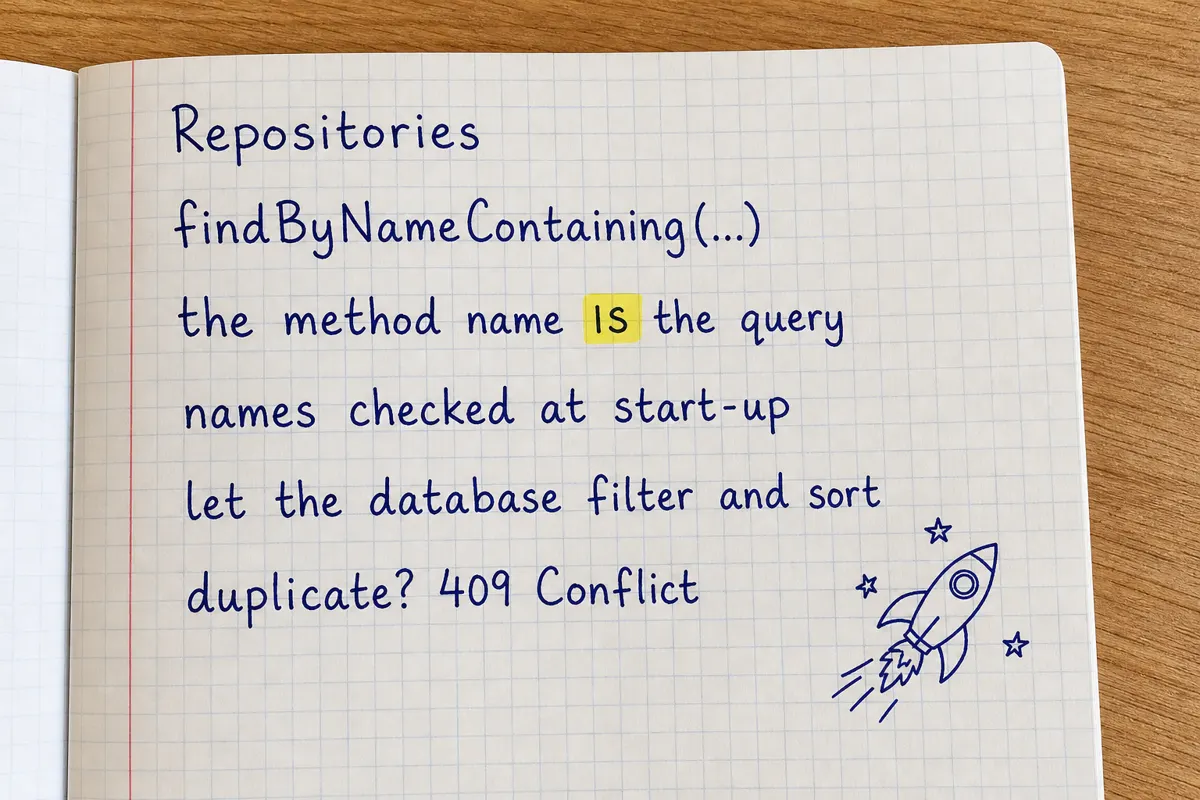 Repositories
findByNameContaining(...)
the method name IS the query
names checked at start-up
let the database filter and sort
duplicate? 409 Conflict